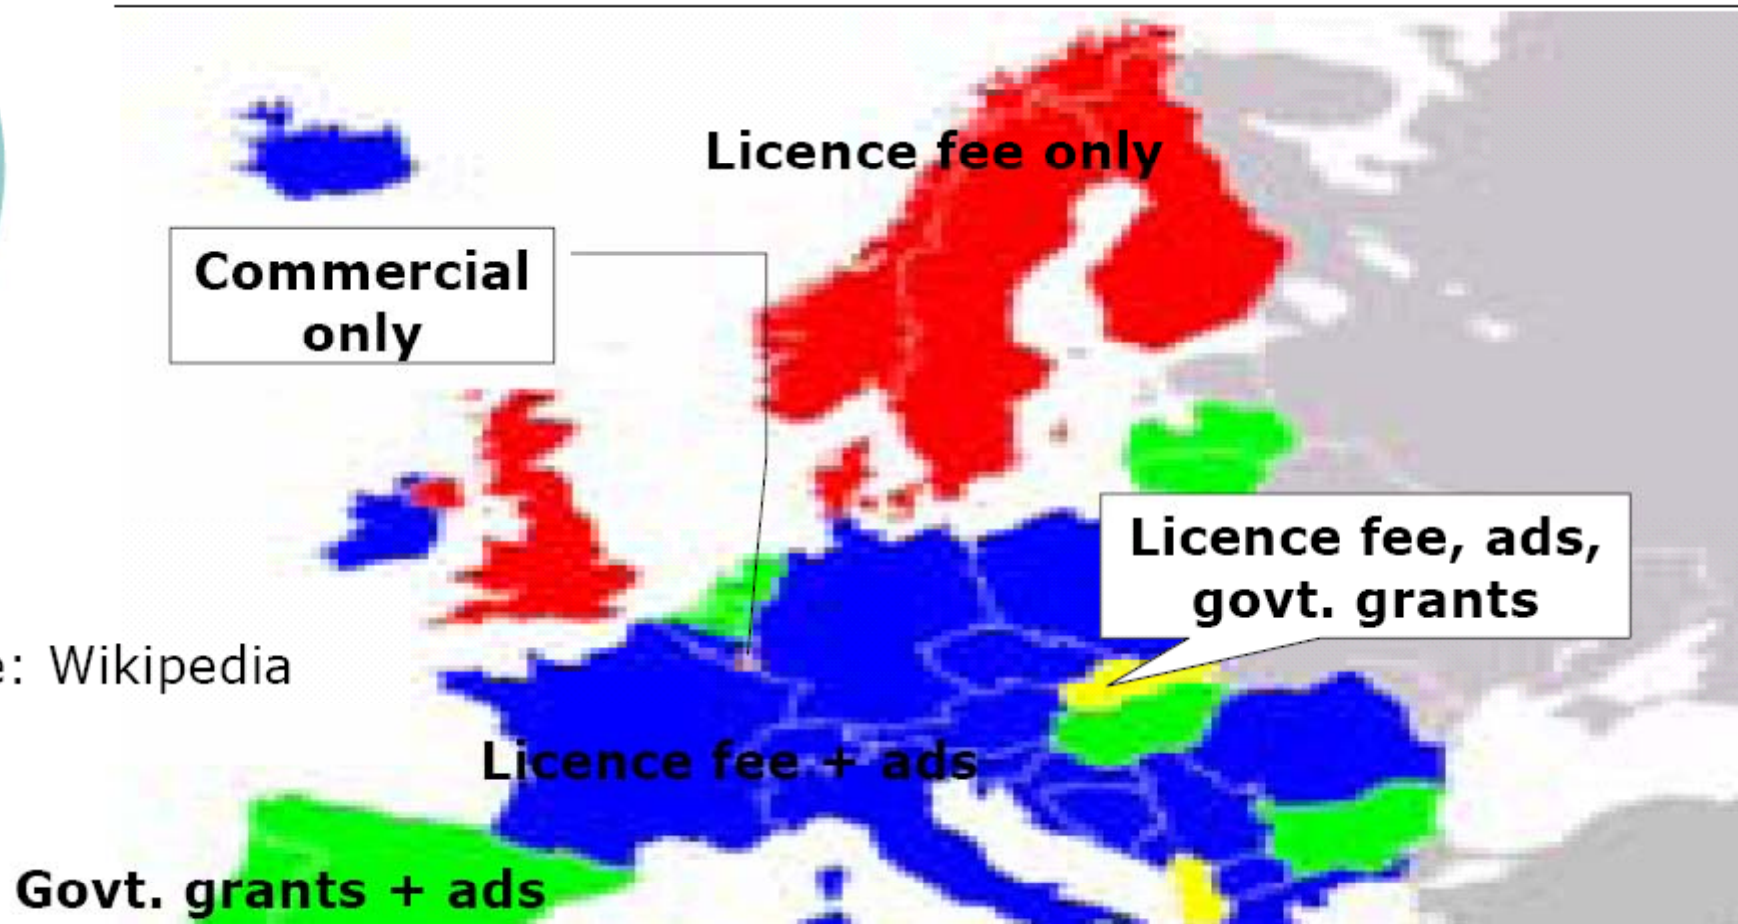 Licence fee only
Commercial
only
Licence fee, ads,
govt. grants
: Wikipedia
Licence fee + ads
Govt. grants + ads